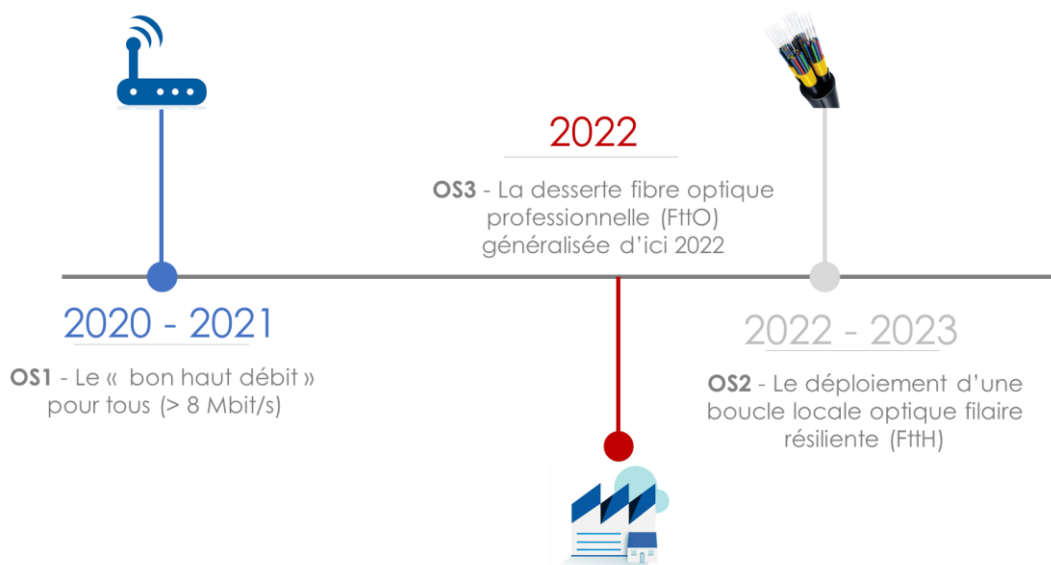 2020 - 2021
OS1 - Le « bon haut débit »
pour tous (> 8 Mbit/s)
2022
OS3 - La desserte fibre optique
professionnelle (FttO)
généralisée d’ici 2022
2022 - 2023
OS2 - Le déploiement d’une
boucle locale optique filaire
résiliente (FttH)